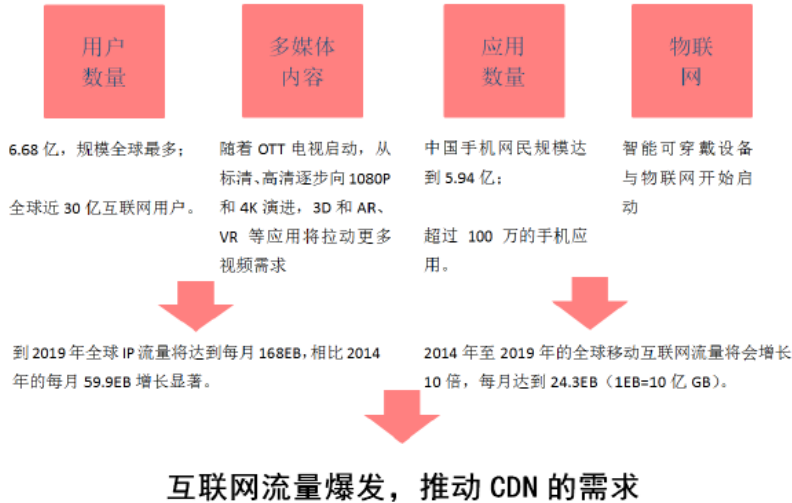 用户
数量
多媒体
内容
应用
数量
物联
网
6.68 亿，规模全球最多；
全球近 30 亿互联网用户。
随着 OTT 电视启动，从
标清、高清逐步向 1080P
和 4K 演进，3D 和 AR、
VR 等应用将拉动更多
视频需求
中国手机网民规模达
到 5.94 亿；
超过 100 万的手机应
用。
智能可穿戴设备
与物联网开始启
动
到 2019 年全球 IP 流量将达到每月 168EB，相比 2014
年的每月 59.9EB 增长显著。
2014 年至 2019 年的全球移动互联网流量将会增长
10 倍，每月达到 24.3EB（1EB=10 亿 GB）。
互联网流量爆发，推动 CDN 的需求